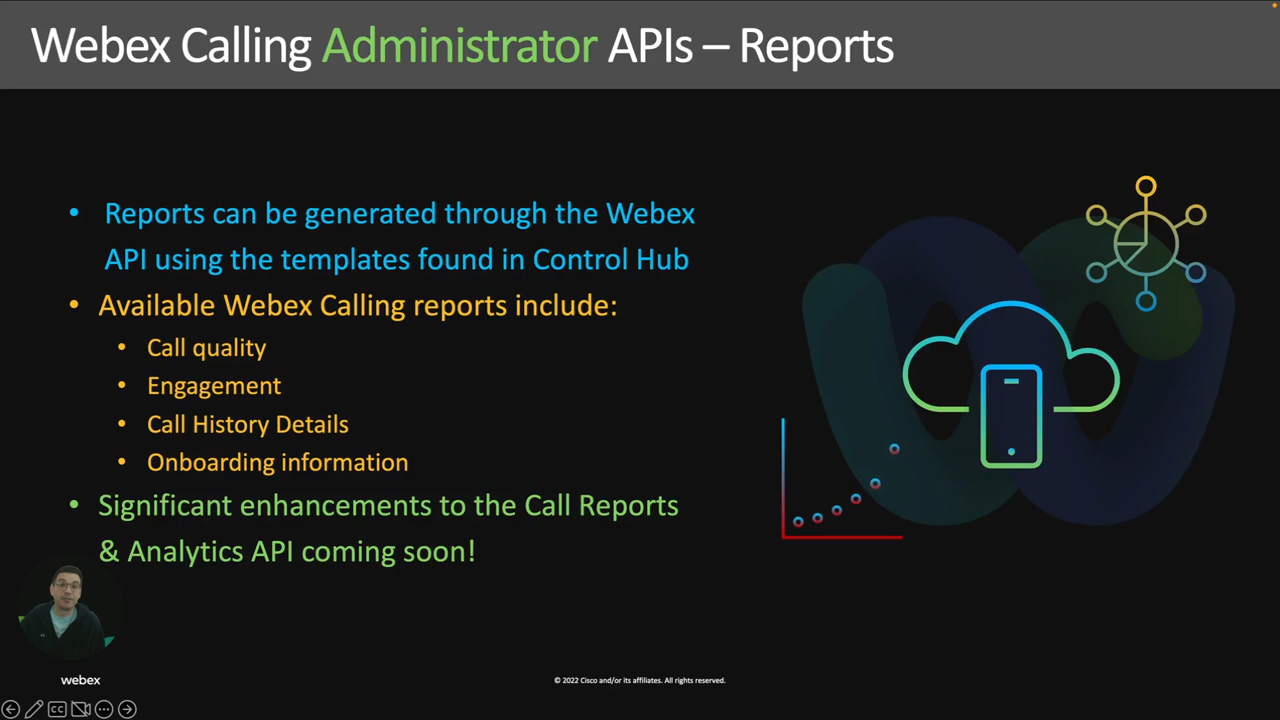 Webex Calling Administrator APIs – Reports
• Reports can be generated through the Webex
API using the templates found in Control Hub
• Available Webex Calling reports include:
• Call quality
• Engagement
• Call History Details
• Onboarding information
• Significant enhancements to the Call Reports
& Analytics API coming soon!
webex
© 2022 Cisco and/or its affiliates. All rights reserved.
CC